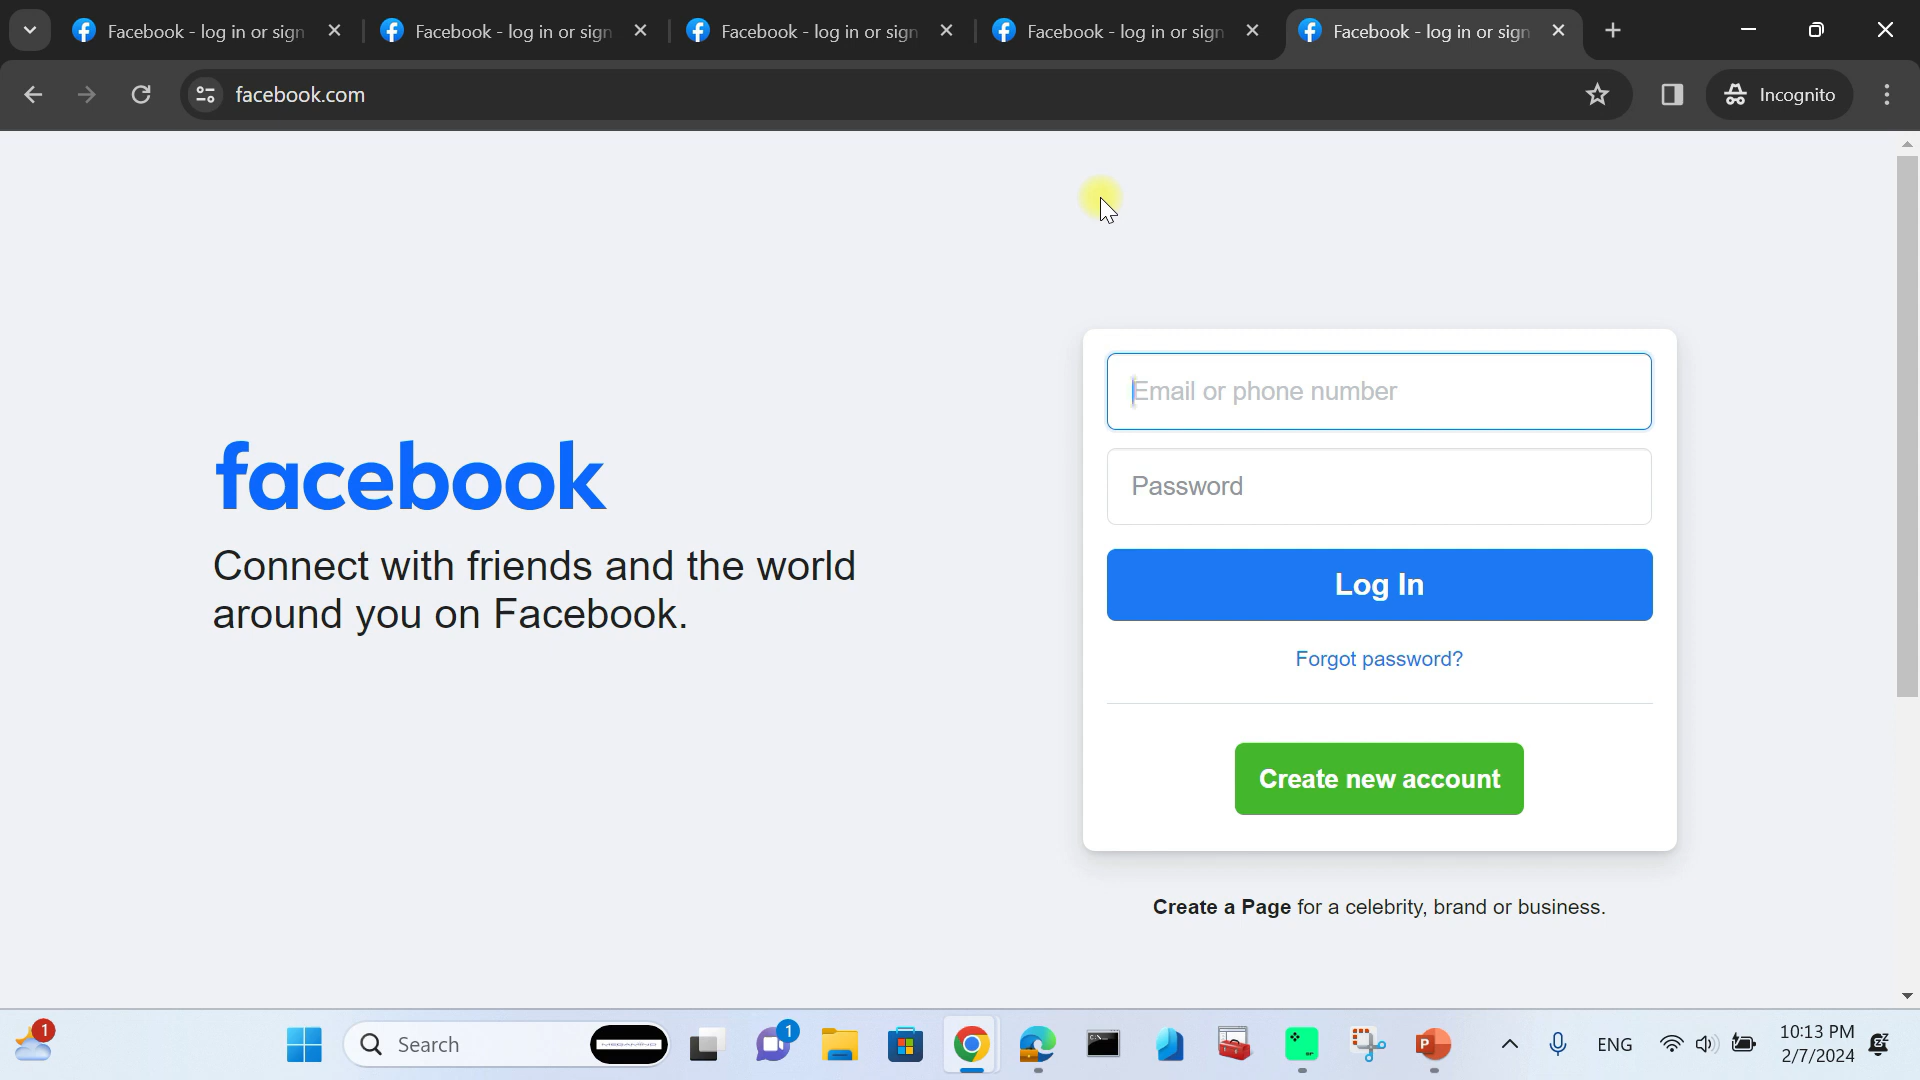 Facebook - log in or sign
Facebook - log in or sign
Facebook - log in or sign
Facebook - log in or sign
Facebook - log in or sign
facebook.com
Incognito
facebook
Connect with friends and the world
around you on Facebook.
Email or phone number
Password
Log In
Forgot password?
Create new account
Create a Page for a celebrity, brand or business.
1
Search
1
ENG
10:13 PM
2/7/2024